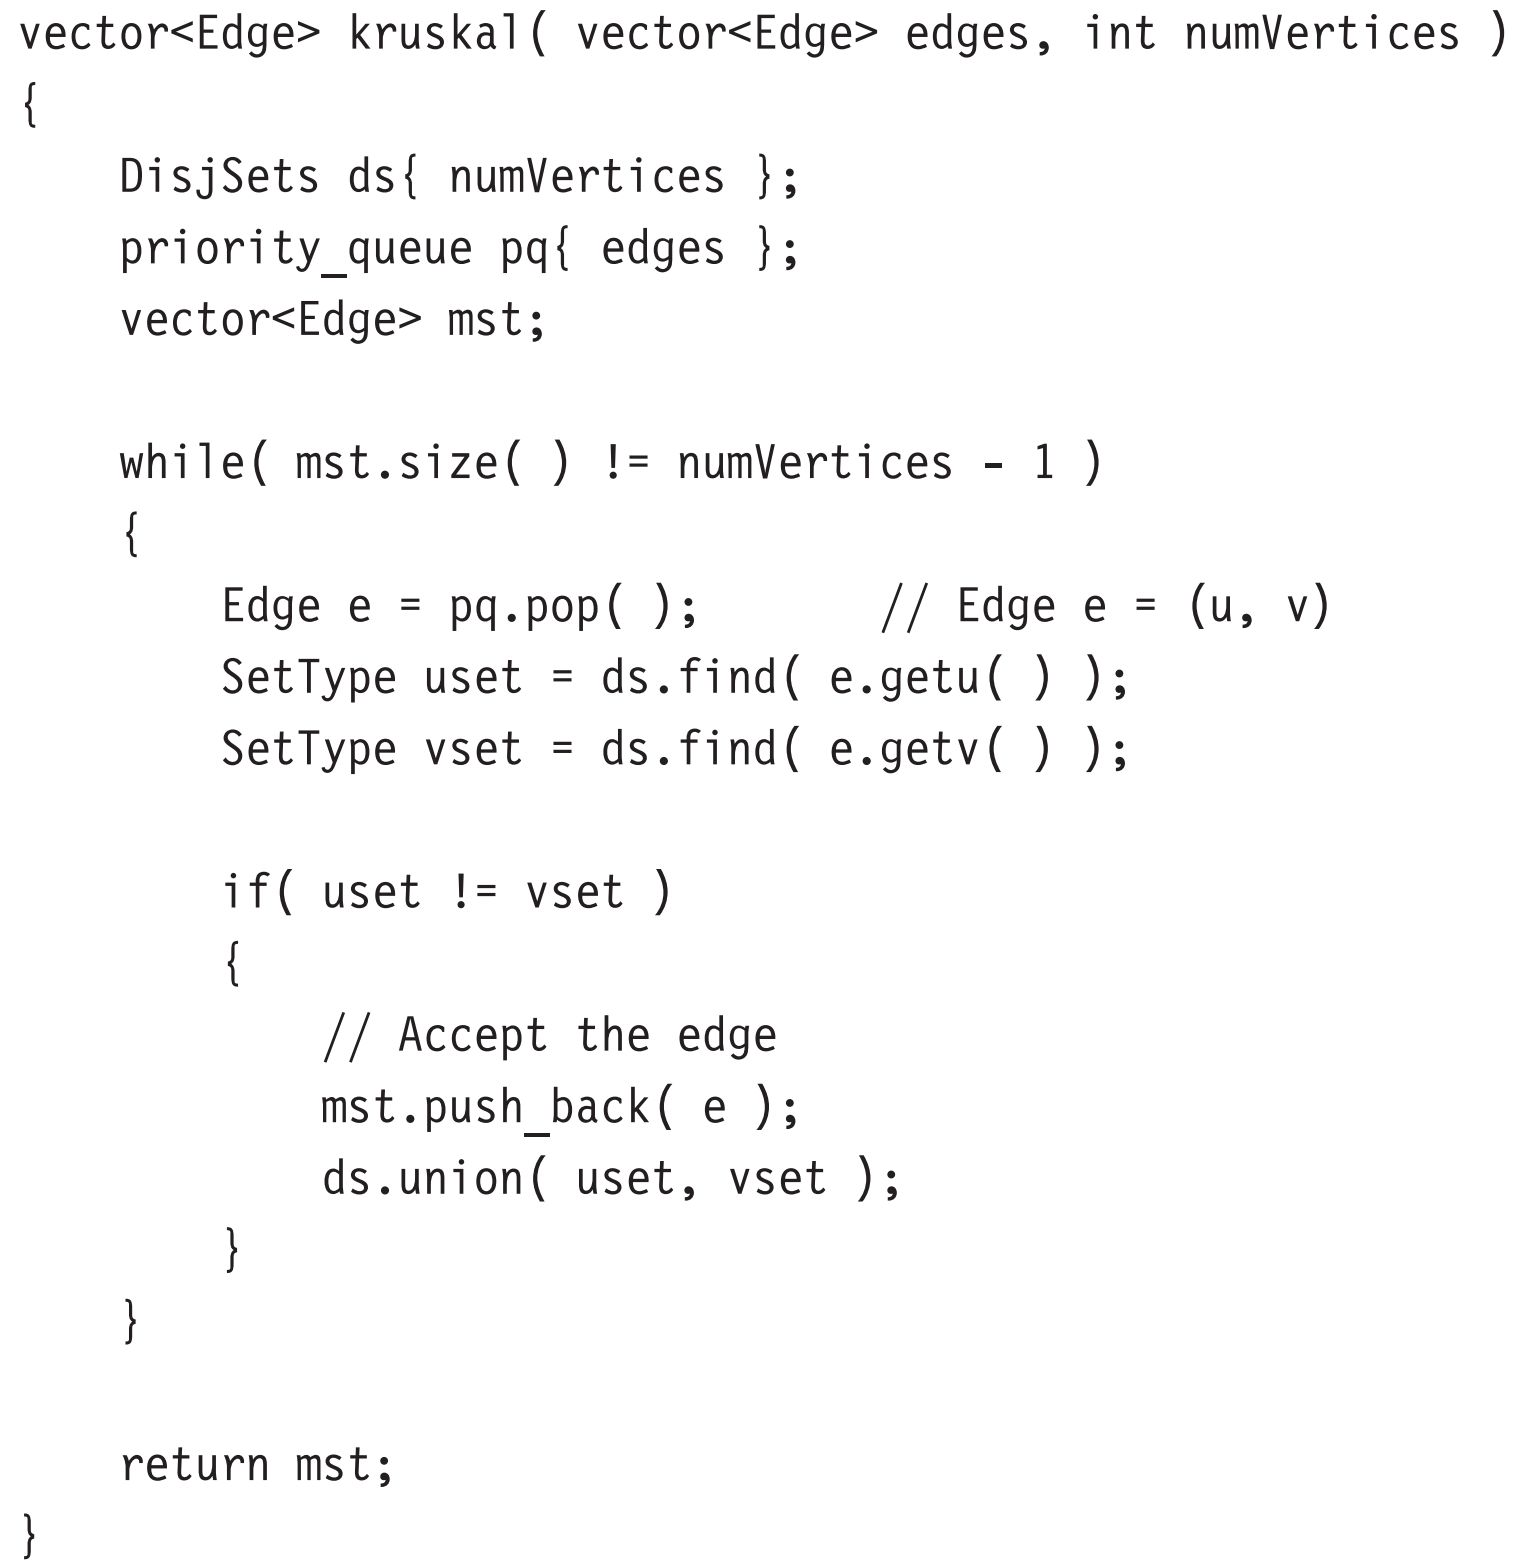 vector<Edge> kruskal( vector<Edge> edges, int numVertices )
{
    DisjSets ds{ numVertices };
    priority_queue pq{ edges };
    vector<Edge> mst;

    while( mst.size( ) != numVertices - 1 )
    {
        Edge e = pq.pop( );       // Edge e = (u, v)
        SetType uset = ds.find( e.getu( ) );
        SetType vset = ds.find( e.getv( ) );

        if( uset != vset )
        {
            // Accept the edge
            mst.push_back( e );
            ds.union( uset, vset );
        }
    }

    return mst;
}